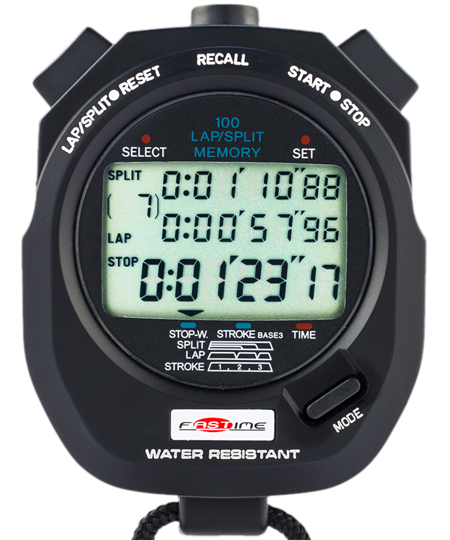 RECALL
LAP/SPLIT●RESET
START●STOP
100
LAP/SPLIT
MEMORY
SELECT
SET
SPLIT 0:01'10"88
( 7)
LAP 0:00'57"96
STOP 0:01'23"17
STOP-W. STROKE BASE3 TIME
SPLIT
LAP
STROKE 1, 2, 3
MODE
FASTIME
WATER RESISTANT